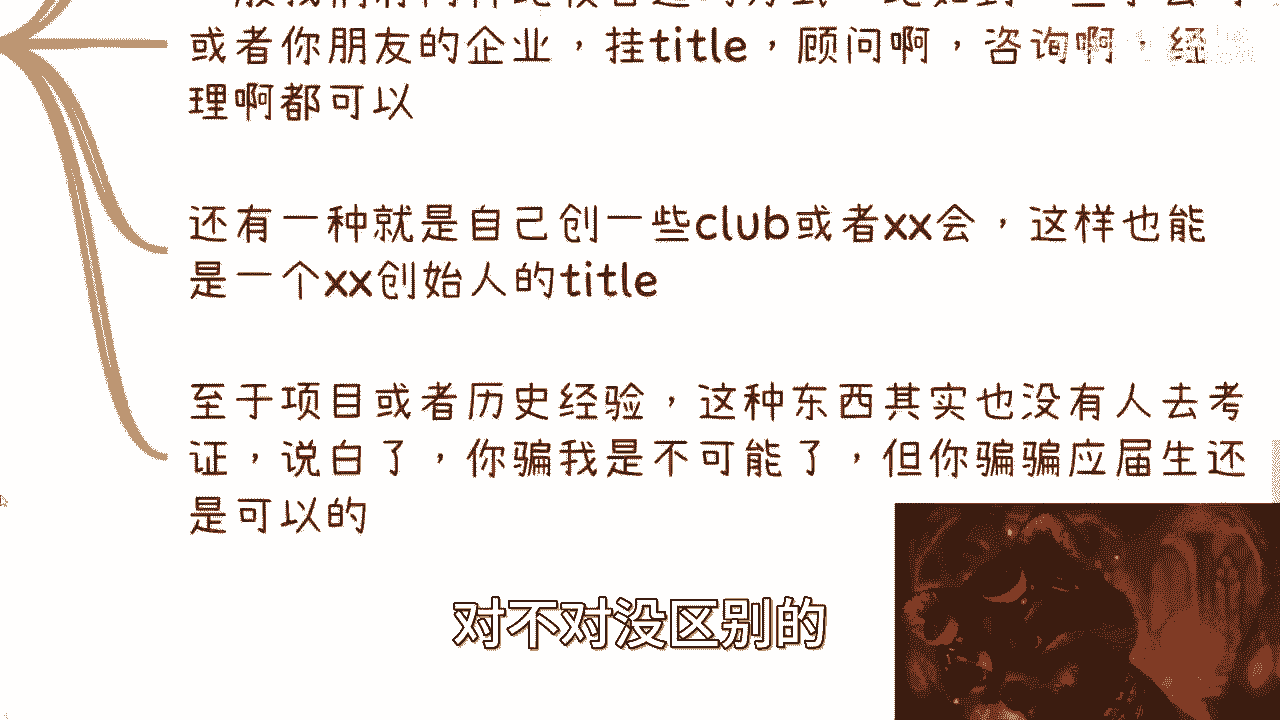 或者你朋友的企业，挂title，顾问啊，咨询啊，经
理啊都可以
还有一种就是自己创一些club或者xx会，这样也能
是一个xx创始人的title
至于项目或者历史经验，这种东西其实也没有人去考
证，说白了，你骗我是不可能了，但你骗骗应届生还
是可以的
对不对没区别的